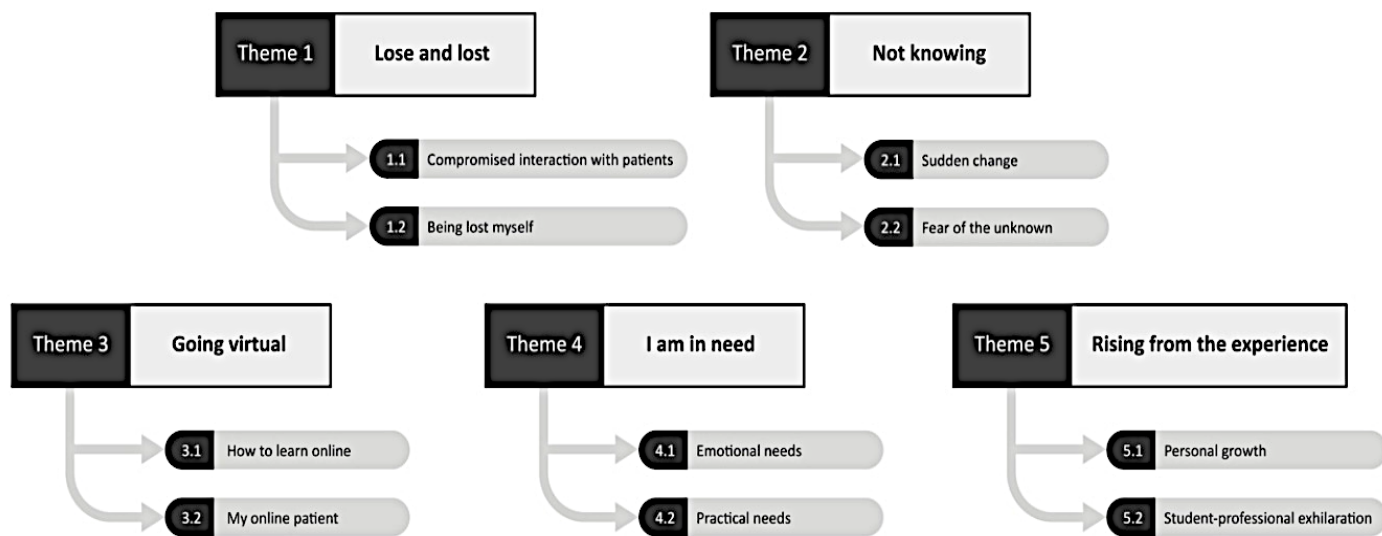 Theme 1 Lose and lost
1.1 Compromised interaction with patients
1.2 Being lost myself
Theme 2 Not knowing
2.1 Sudden change
2.2 Fear of the unknown
Theme 3 Going virtual
3.1 How to learn online
3.2 My online patient
Theme 4 I am in need
4.1 Emotional needs
4.2 Practical needs
Theme 5 Rising from the experience
5.1 Personal growth
5.2 Student-professional exhilaration